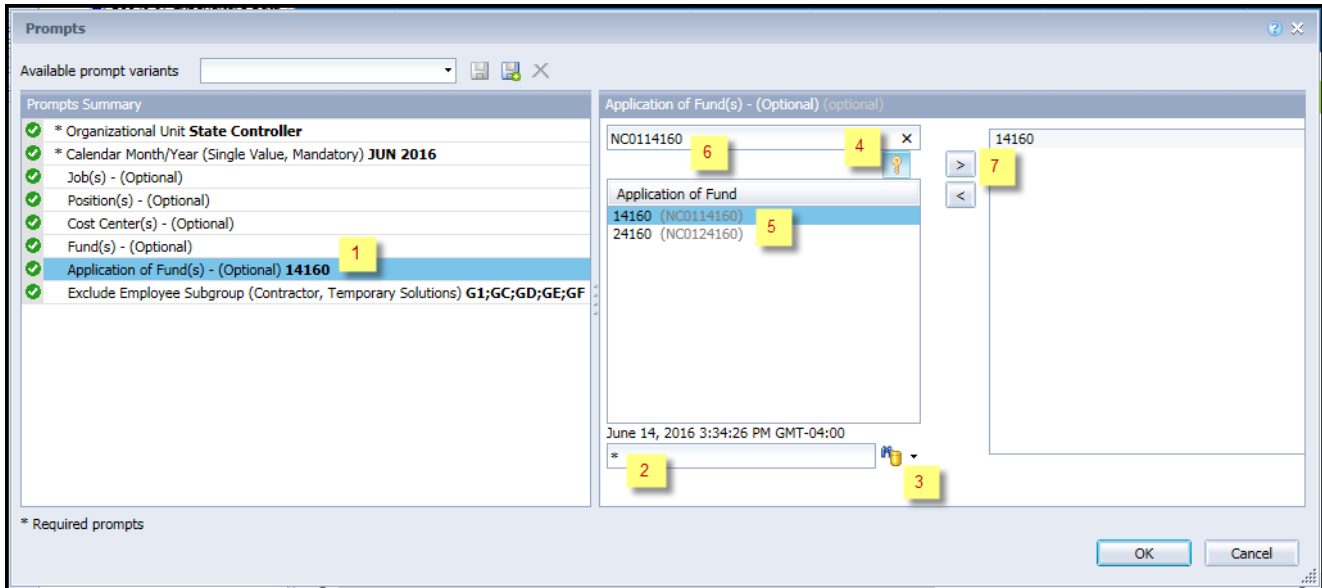 Prompts
Available prompt variants
Prompts Summary
* Organizational Unit State Controller
* Calendar Month/Year (Single Value, Mandatory) JUN 2016
Job(s) - (Optional)
Position(s) - (Optional)
Cost Center(s) - (Optional)
Fund(s) - (Optional)
1
Application of Fund(s) - (Optional) 14160
Exclude Employee Subgroup (Contractor, Temporary Solutions) G1;GC;GD;GE;GF
* Required prompts
Application of Fund(s) - (Optional) (optional)
NC0114160
6
4
Application of Fund
14160 (NC0114160)
24160 (NC0124160)
5
June 14, 2016 3:34:26 PM GMT-04:00
*
2
3
>
7
<
14160
OK
Cancel